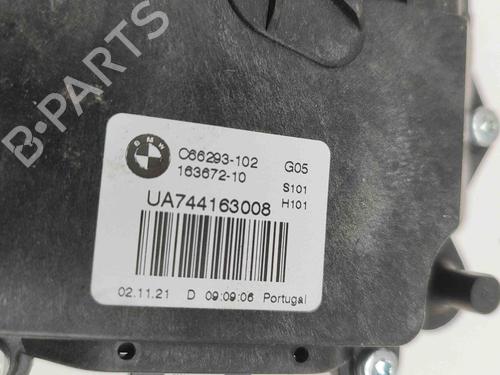 B-PARTS
BMW
C66293-102 G05
163672-10 S101
UA744163008 H101
02.11.21 D 09:09:06 Portugal